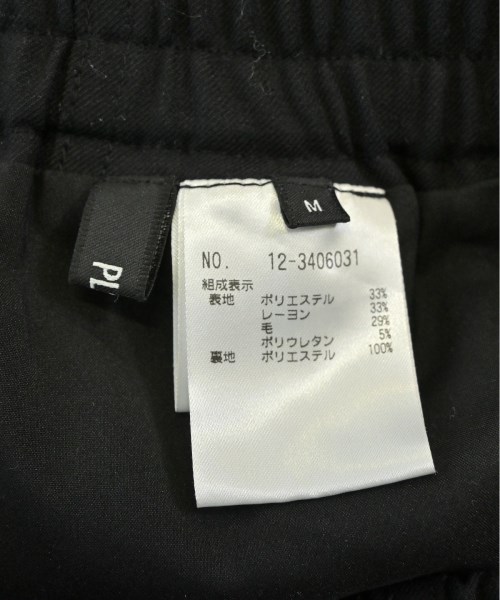 M
PL
NO. 12-3406031
組成表示
表地 ポリエステル 33%
レーヨン 33%
毛 29%
ポリウレタン 5%
裏地 ポリエステル 100%